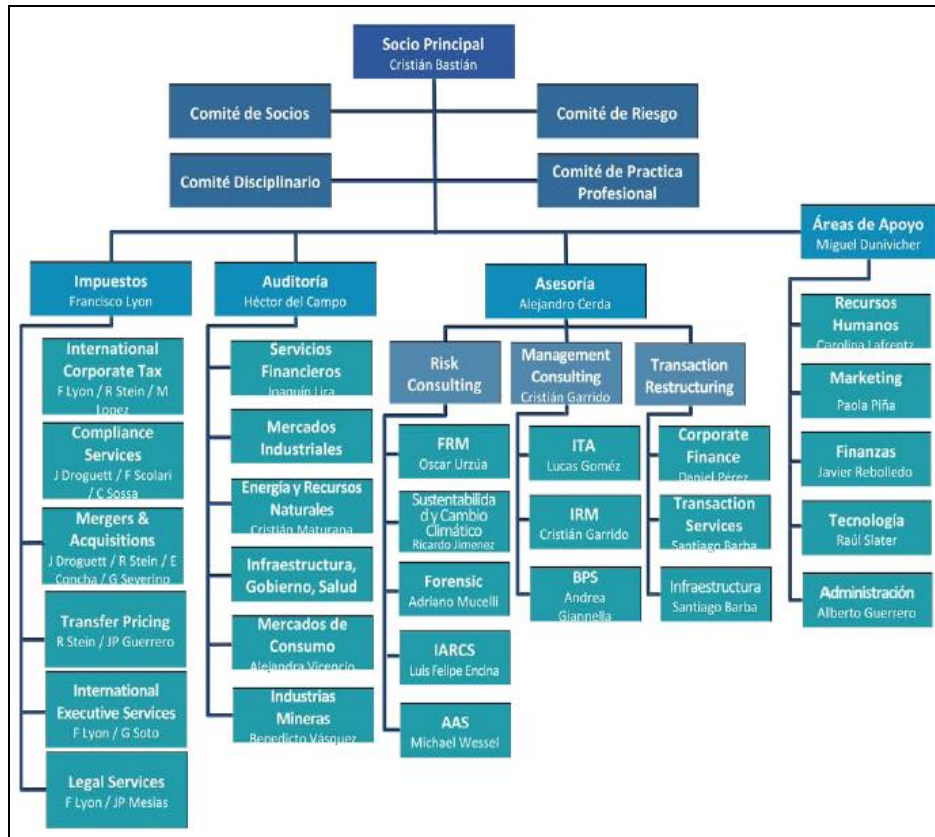 Socio Principal
Cristián Bastián
Comité de Socios
Comité de Riesgo
Comité Disciplinario
Comité de Practica
Profesional
Áreas de Apoyo
Miguel Dunivicher
Impuestos
Francisco Lyon
International
Corporate Tax
F Lyon / R Stein / M
Lopez
Compliance
Services
J Droguett / F Scolari
/ C Sossa
Mergers &
Acquisitions
J Droguett / R Stein / E
Concha / G Severino
Transfer Pricing
R Stein / JP Guerrero
International
Executive Services
F Lyon / G Soto
Legal Services
F Lyon / JP Mesias
Auditoría
Héctor del Campo
Servicios
Financieros
Joaquín Lira
Mercados
Industriales
Energía y Recursos
Naturales
Cristián Maturana
Infraestructura,
Gobierno, Salud
Mercados de
Consumo
Alejandra Vicencio
Industrias
Mineras
Benedicto Vásquez
Asesoría
Alejandro Cerda
Risk
Consulting
FRM
Oscar Urzúa
Sustentabilida
d y Cambio
Climático
Ricardo Jimenez
Forensic
Adriano Mucelli
IARCS
Luis Felipe Encina
AAS
Michael Wessel
Management
Consulting
Cristián Garrido
ITA
Lucas Goméz
IRM
Cristián Garrido
BPS
Andrea
Giannella
Transaction
Restructuring
Corporate
Finance
Daniel Pérez
Transaction
Services
Santiago Barba
Infraestructura
Santiago Barba
Recursos
Humanos
Carolina Lafrentz
Marketing
Paola Piña
Finanzas
Javier Rebolledo
Tecnología
Raúl Slater
Administración
Alberto Guerrero